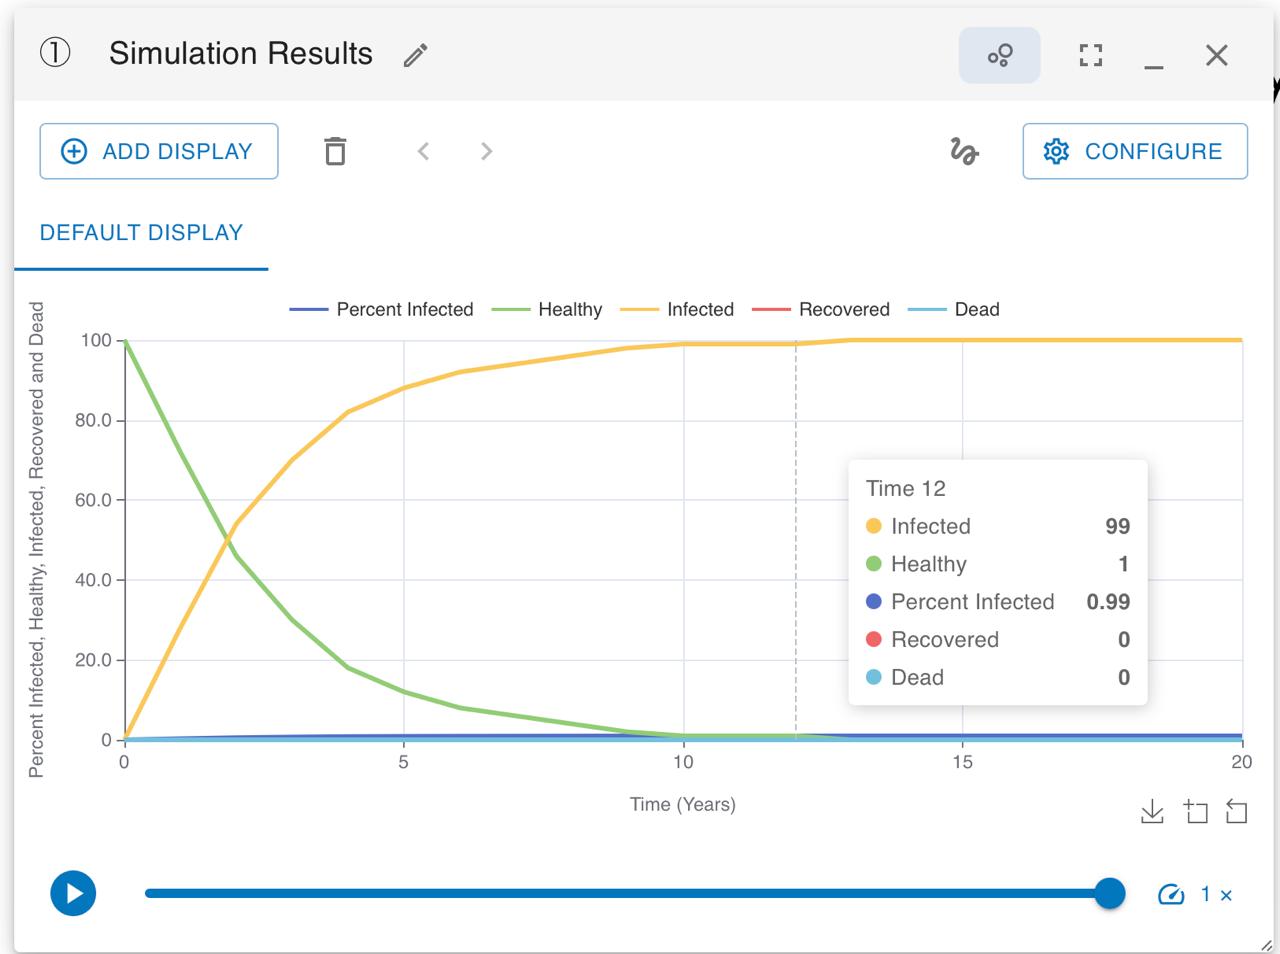 ① Simulation Results
ADD DISPLAY
CONFIGURE
DEFAULT DISPLAY
Percent Infected Healthy Infected Recovered Dead
Percent Infected, Healthy, Infected, Recovered and Dead
100
80.0
60.0
40.0
20.0
0
Time 12
Infected 99
Healthy 1
Percent Infected 0.99
Recovered 0
Dead 0
0 5 10 15 20
Time (Years)
1 ×